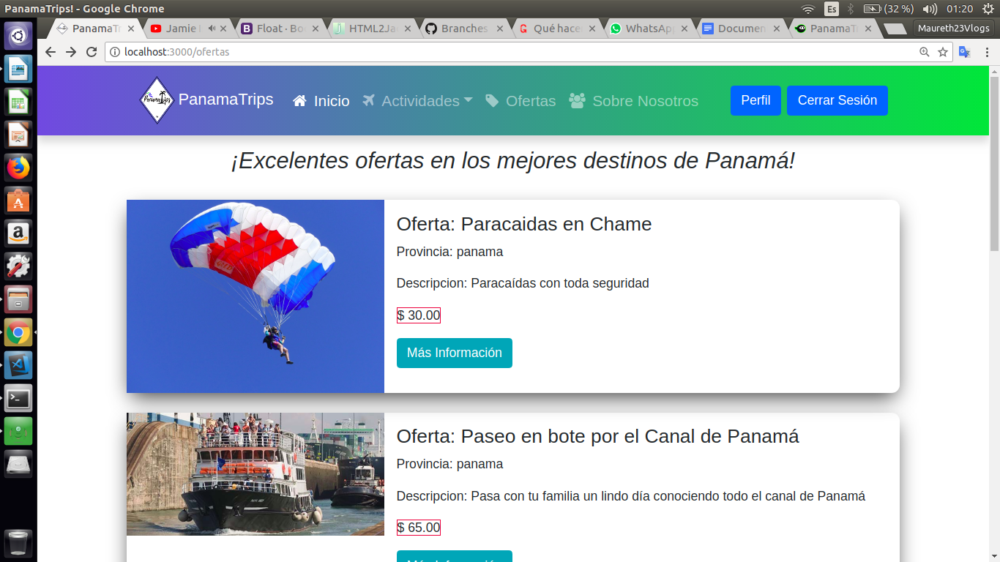 PanamaTrips! - Google Chrome
Es
(32 %)
01:20
PanamaTr
Jamie
Float · Bo
HTML2Ja
Branches
Qué hace
WhatsApp
Documen
PanamaTr
Maureth23Vlogs
localhost:3000/ofertas
PanamaTrips
PanamaTrips
Inicio
Actividades
Ofertas
Sobre Nosotros
Perfil
Cerrar Sesión
¡Excelentes ofertas en los mejores destinos de Panamá!
Oferta: Paracaidas en Chame
Provincia: panama
Descripcion: Paracaídas con toda seguridad
$ 30.00
Más Información
Oferta: Paseo en bote por el Canal de Panamá
Provincia: panama
Descripcion: Pasa con tu familia un lindo día conociendo todo el canal de Panamá
$ 65.00
Más Información